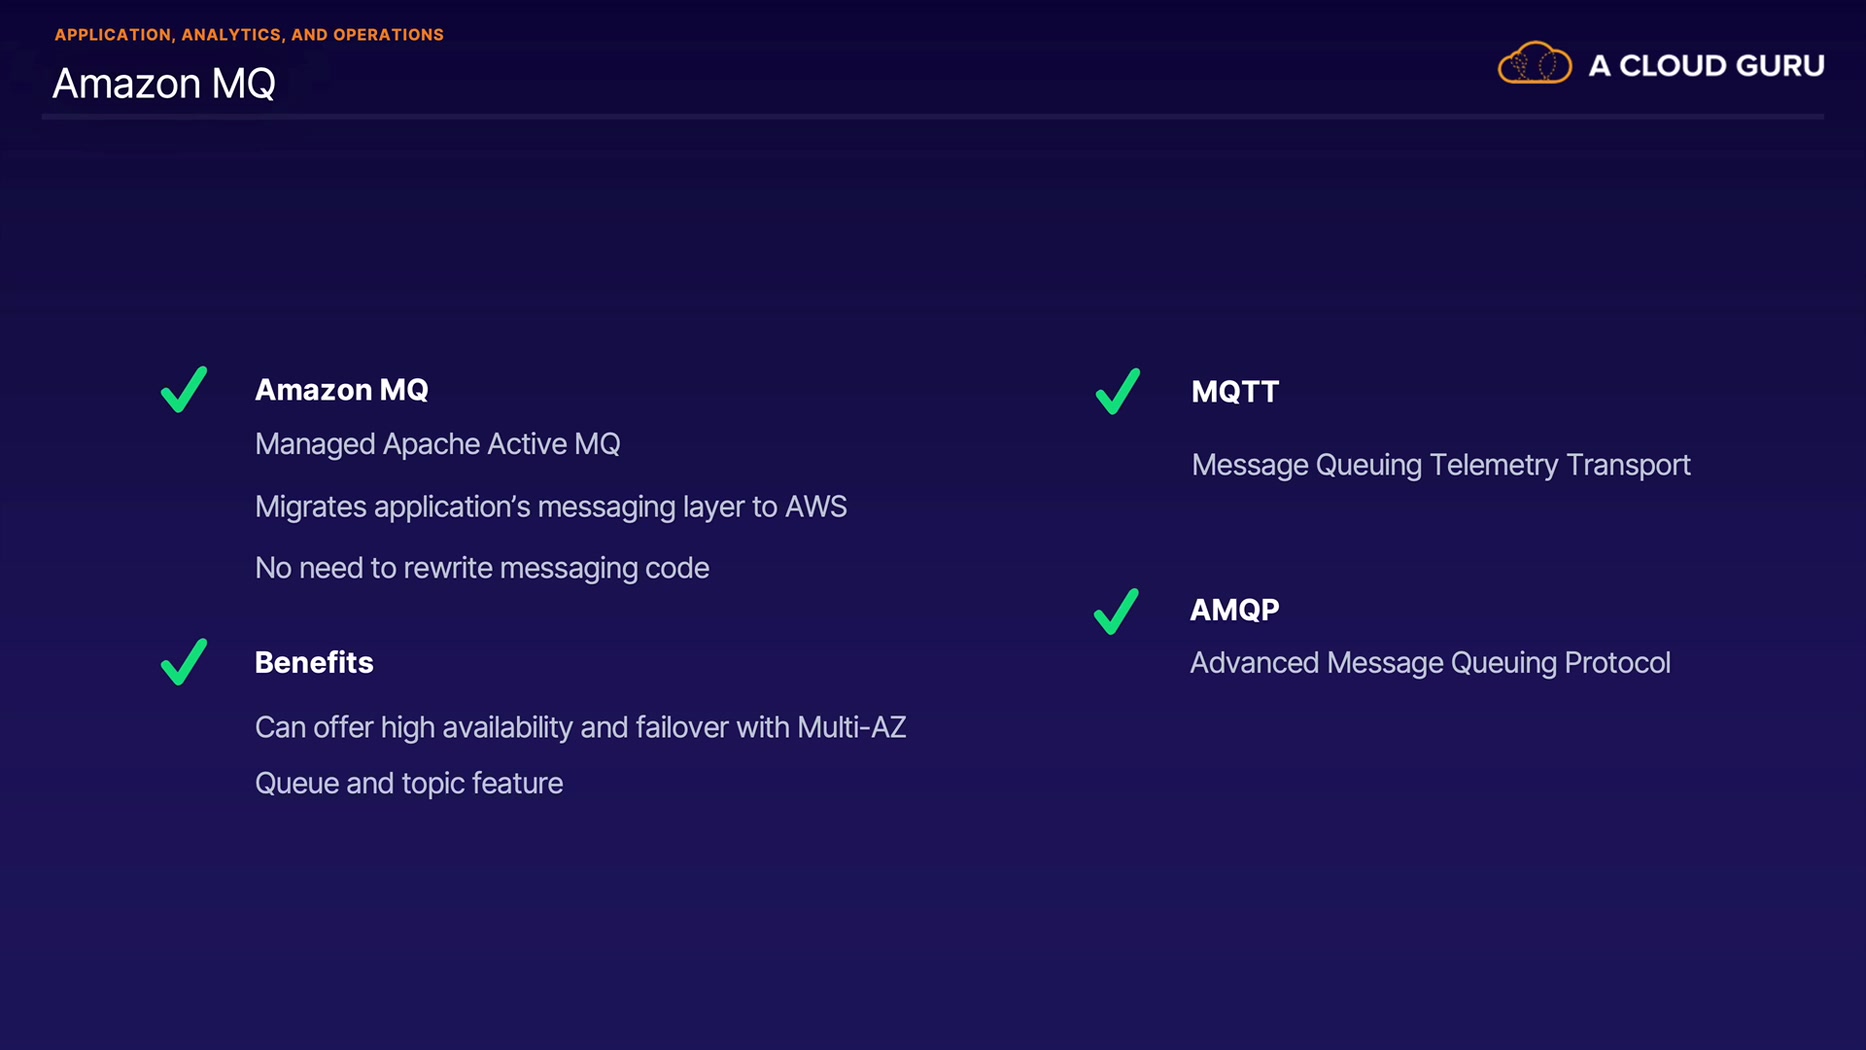 APPLICATION, ANALYTICS, AND OPERATIONS
Amazon MQ
A CLOUD GURU
Amazon MQ
Managed Apache Active MQ
Migrates application’s messaging layer to AWS
No need to rewrite messaging code
Benefits
Can offer high availability and failover with Multi-AZ
Queue and topic feature
MQTT
Message Queuing Telemetry Transport
AMQP
Advanced Message Queuing Protocol